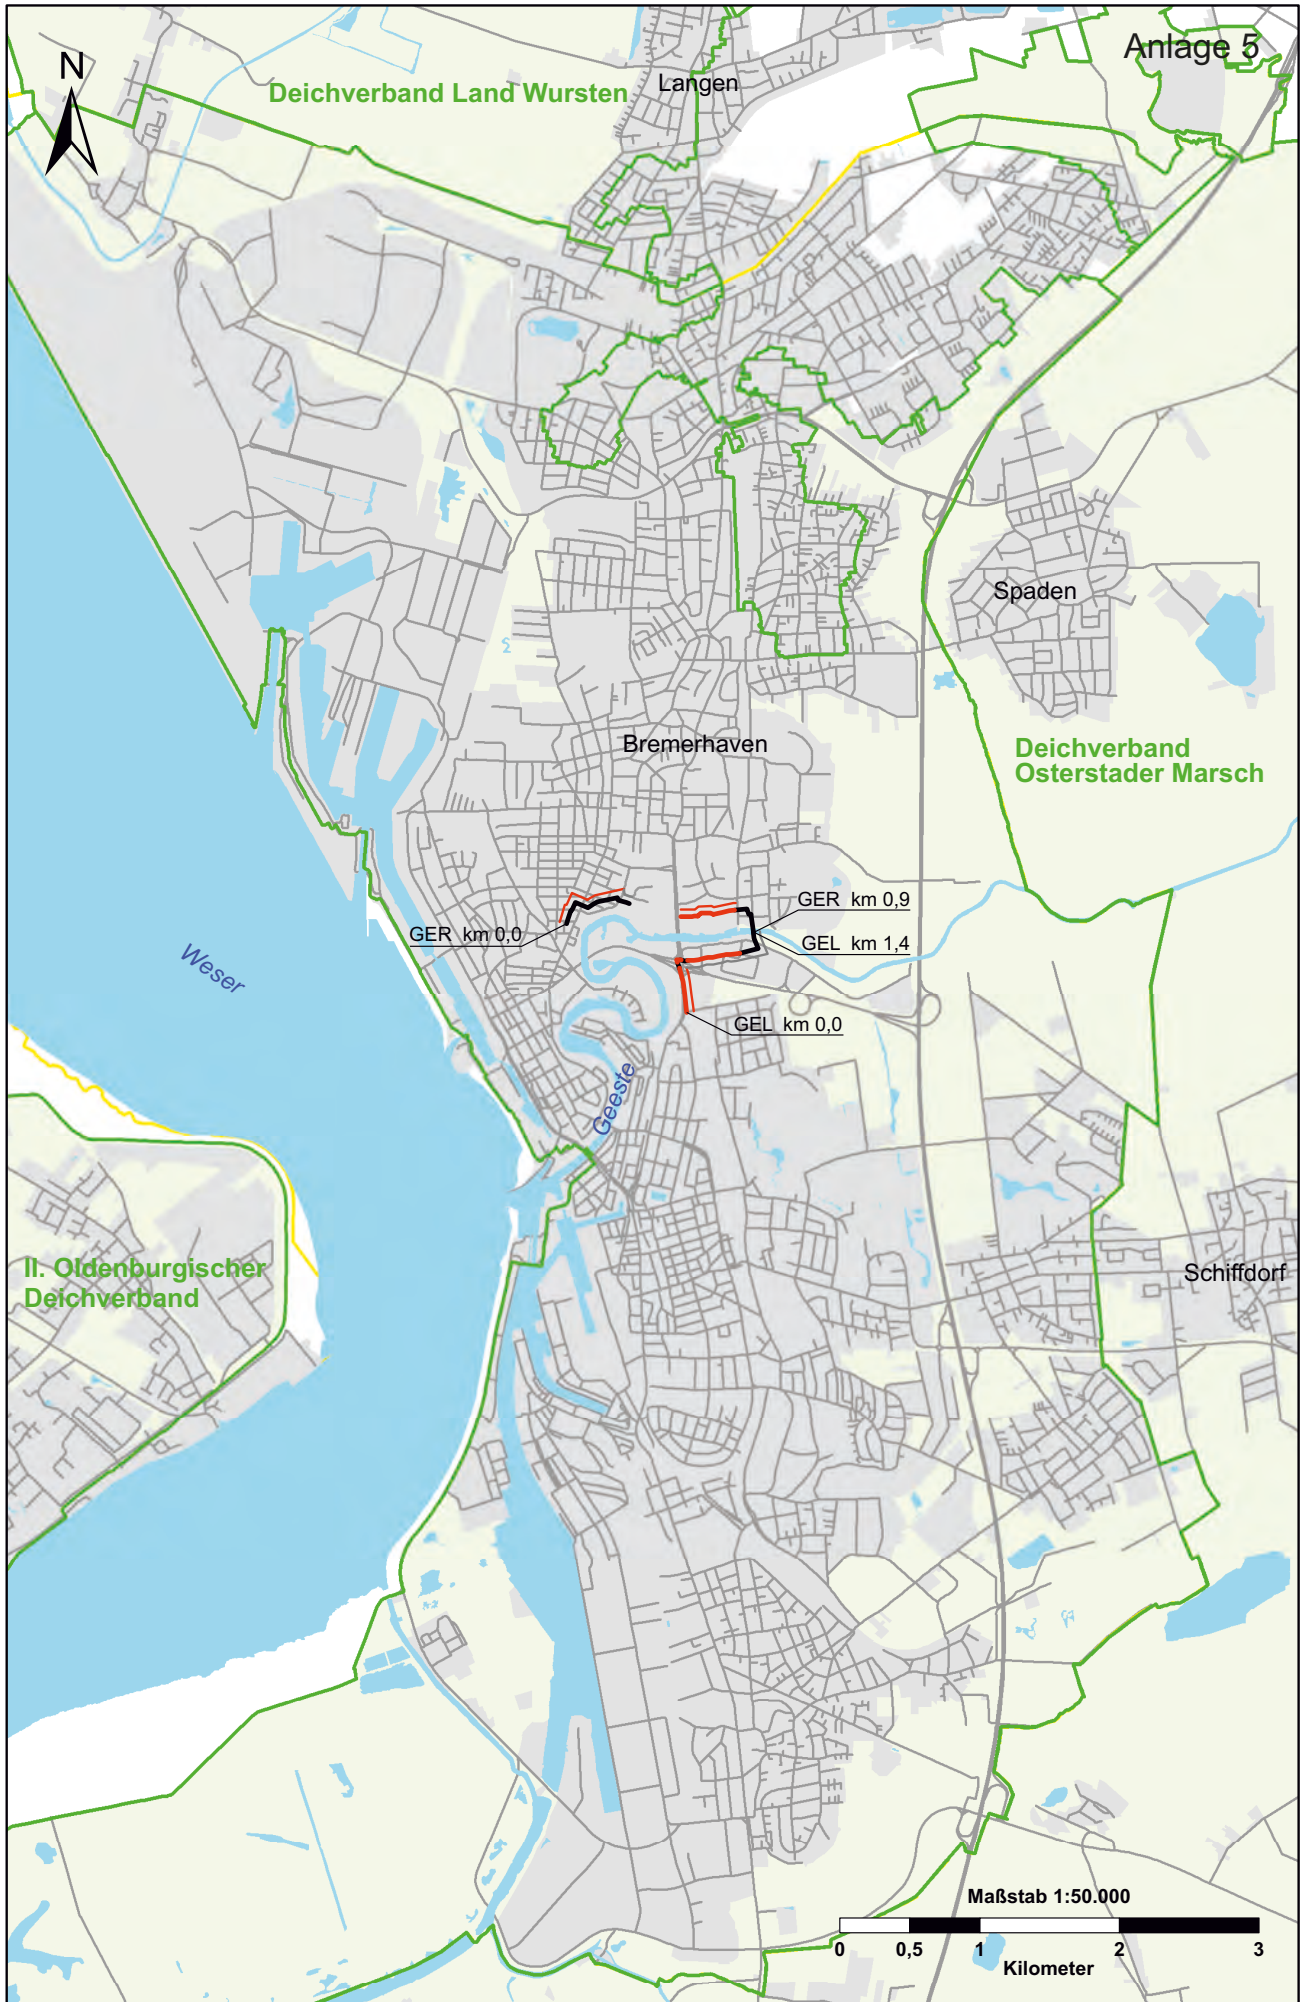 Anlage 5
N
Deichverband Land Wursten
Langen
Spaden
Bremerhaven
Deichverband
Osterstader Marsch
GER km 0,9
GER km 0,0
GEL km 1,4
Weser
GEL km 0,0
Geeste
II. Oldenburgischer
Deichverband
Schiffdorf
Maßstab 1:50.000
0 0,5 1 2 3
Kilometer